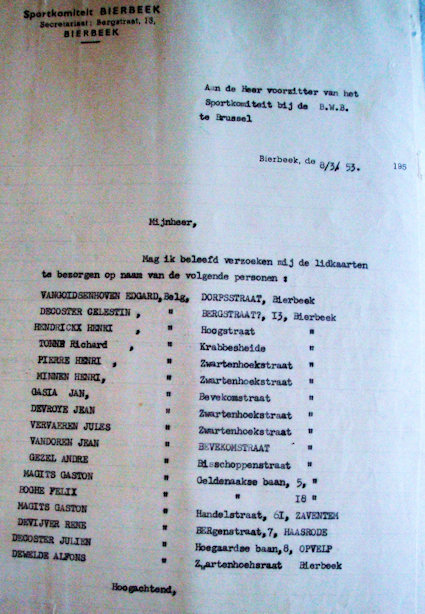 Sportkomiteit BIERBEEK
Secretariaat: Bergstraat, 13,
BIERBEEK
Aan de Heer voorzitter van het
Sportkomiteit bij de B.W.B.
te Brussel
Bierbeek, de 8/3/ 53. 195
Mijnheer,
Mag ik beleefd verzoeken mij de lidkaarten
te bezorgen op naam van de volgende personen :
VANGOIDSENHOVEN EDGARD, Belg, DORPSSTRAAT, Bierbeek
DECOSTER CELESTIN , " BERGSTRAAT?, 13, Bierbeek
HENDRICKX HENRI , " Hoogstraat "
TONNE Richard , " Krabbesheide "
PIERRE HENRI , " Zwartenhoekstraat "
MINNEN HENRI, " Zwartenhoekstraat "
GASIA JAN, " Bevekomstraat "
DEVROYE JEAN " Zwartenhoekstraat "
VERVAEREN JULES " Zwartenhoekstraat "
VANDOREN JEAN " BEVEKOMSTRAAT "
GEZEL ANDRE " Bisschoppenstraat "
MAGITS GASTON " Geldenaakse baan, 5, "
ROGHE FELIX " " 18 "
MAGITS GASTON " Handelstraat, 61, ZAVENTEM
DEVIJVER RENE " BERgenstraat,7, HAASRODE
DECOSTER JULIEN " Hoegaardse baan,8, OPVELP
DEWELDE ALFONS " Zwartenhoehsraat Bierbeek
Hoogachtend,